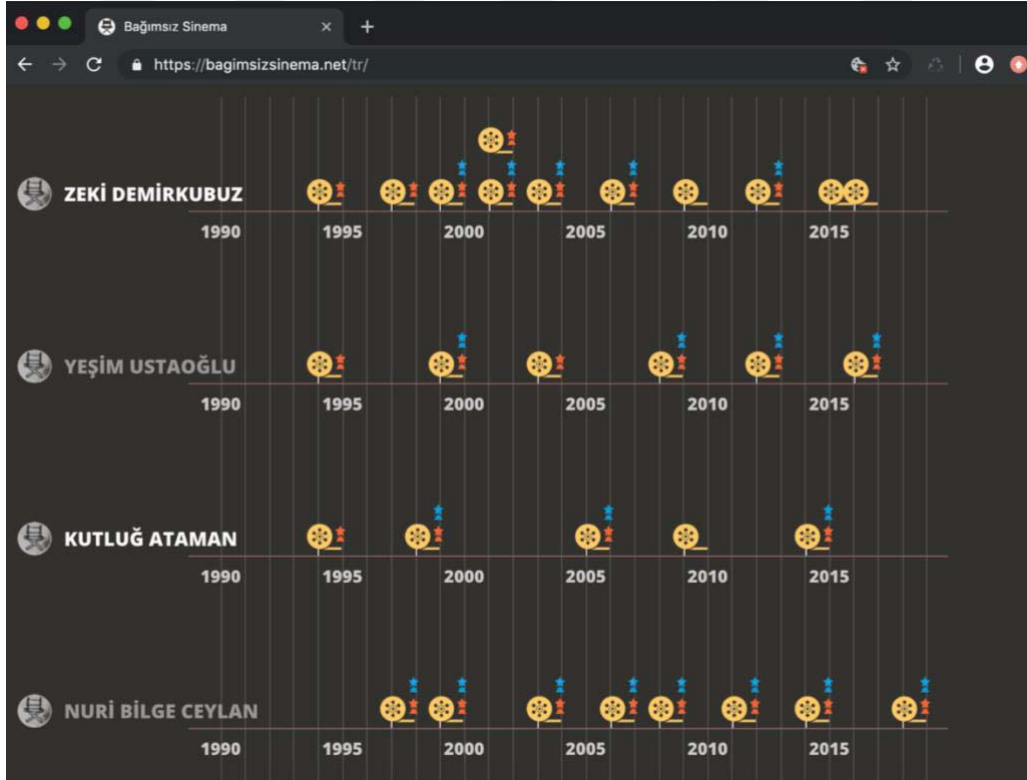 Bağımsız Sinema
https://bagimsizsinema.net/tr/
ZEKİ DEMİRKUBUZ
1990 1995 2000 2005 2010 2015
YEŞİM USTAOĞLU
1990 1995 2000 2005 2010 2015
KUTLUĞ ATAMAN
1990 1995 2000 2005 2010 2015
NURİ BİLGE CEYLAN
1990 1995 2000 2005 2010 2015